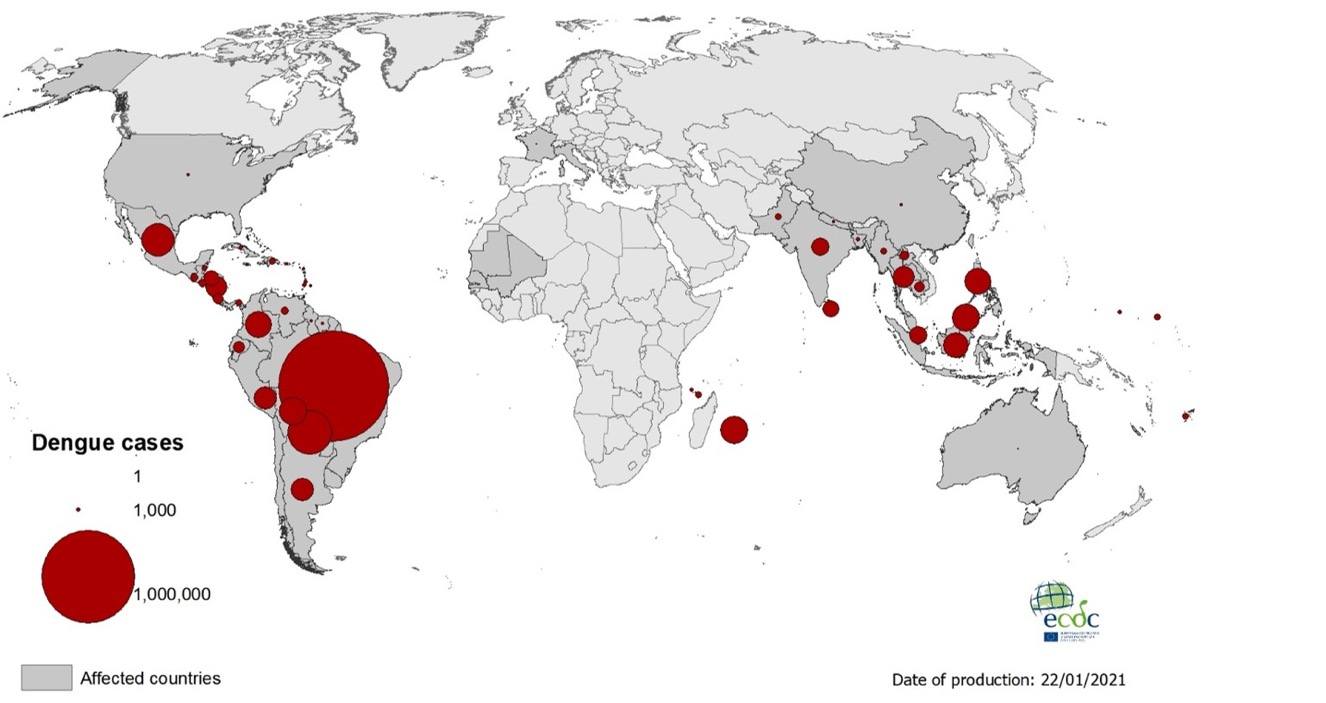 Dengue cases
1
1,000
1,000,000
Affected countries
ecdc
Date of production: 22/01/2021